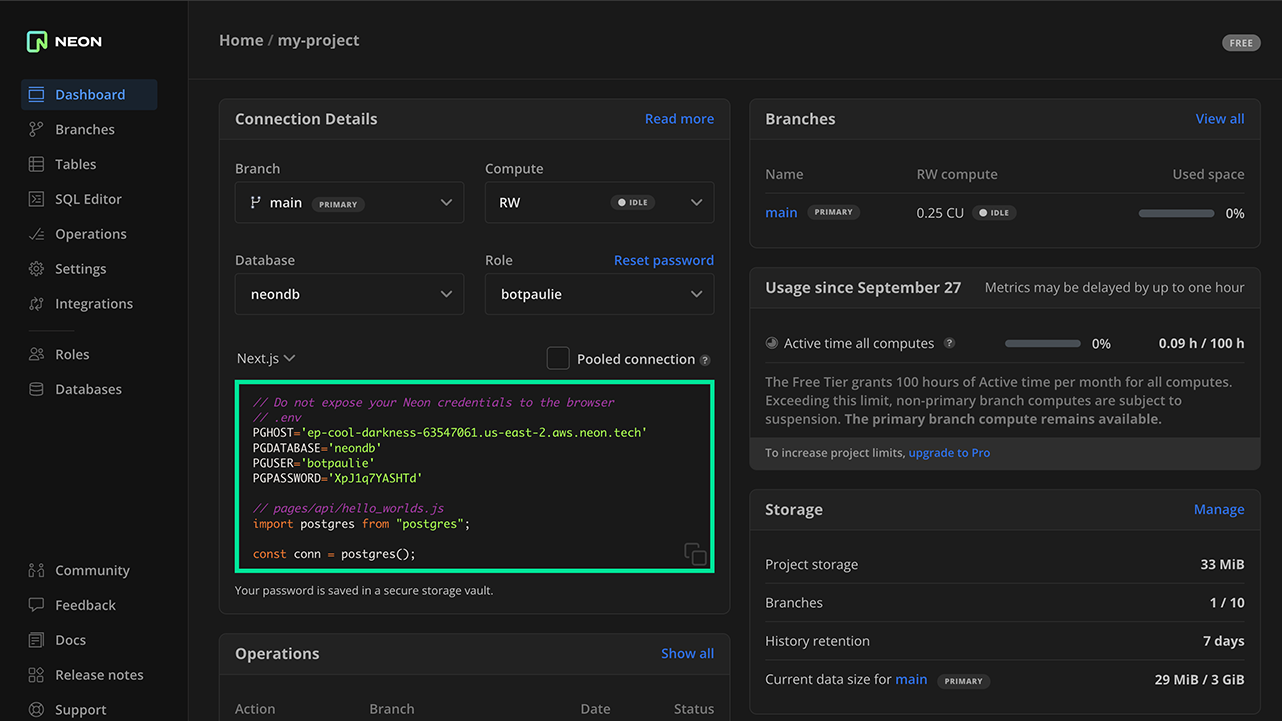 NEON
Dashboard
Branches
Tables
SQL Editor
Operations
Settings
Integrations
Roles
Databases
Community
Feedback
Docs
Release notes
Support
Home / my-project
FREE
Connection Details
Read more
Branch
main PRIMARY
Compute
RW IDLE
Database
neondb
Role
Reset password
botpaulie
Next.js
Pooled connection ?
// Do not expose your Neon credentials to the browser
// .env
PGHOST='ep-cool-darkness-63547061.us-east-2.aws.neon.tech'
PGDATABASE='neondb'
PGUSER='botpaulie'
PGPASSWORD='XpJ1q7YASHTd'
// pages/api/hello_worlds.js
import postgres from "postgres";
const conn = postgres();
Your password is saved in a secure storage vault.
Operations
Show all
Action Branch Date Status
Branches
View all
Name RW compute Used space
main PRIMARY 0.25 CU IDLE 0%
Usage since September 27 Metrics may be delayed by up to one hour
Active time all computes ? 0% 0.09 h / 100 h
The Free Tier grants 100 hours of Active time per month for all computes.
Exceeding this limit, non-primary branch computes are subject to
suspension. The primary branch compute remains available.
To increase project limits, upgrade to Pro
Storage
Manage
Project storage 33 MiB
Branches 1 / 10
History retention 7 days
Current data size for main PRIMARY 29 MiB / 3 GiB